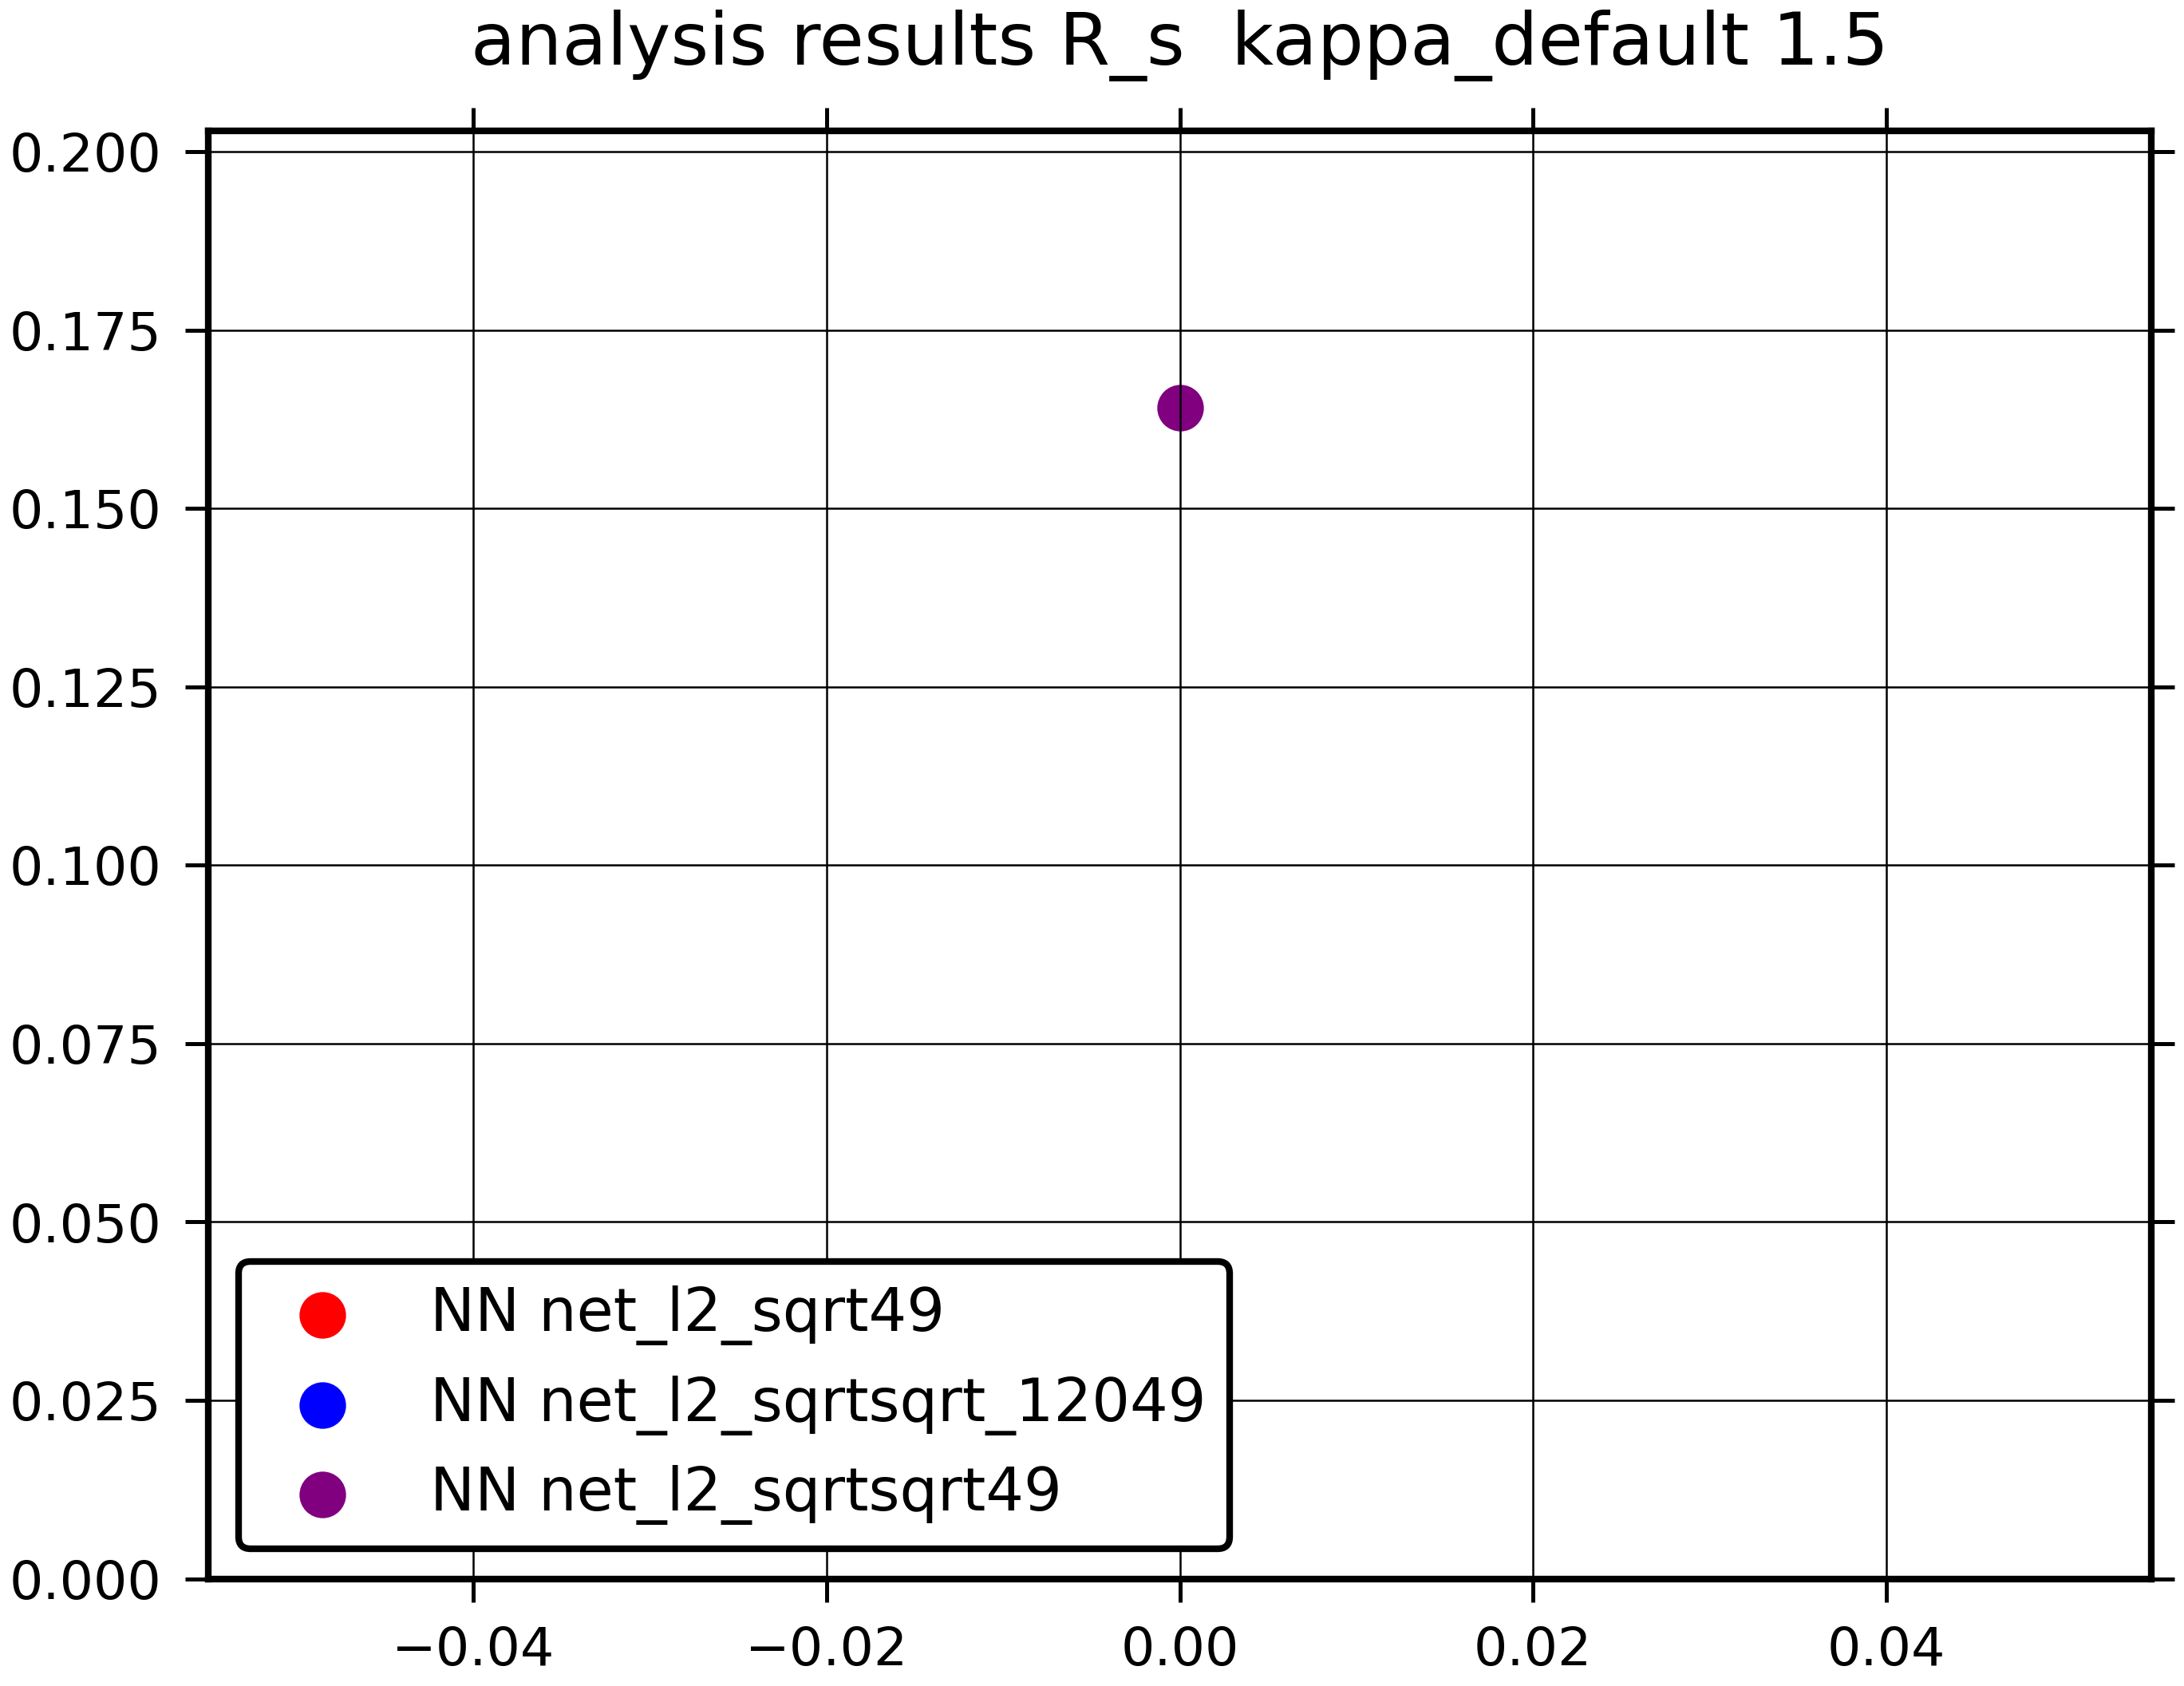 analysis results R_s  kappa_default 1.5
0.200
0.175
0.150
0.125
0.100
0.075
0.050
0.025
0.000
NN net_l2_sqrt49
NN net_l2_sqrtsqrt_12049
NN net_l2_sqrtsqrt49
−0.04 −0.02 0.00 0.02 0.04